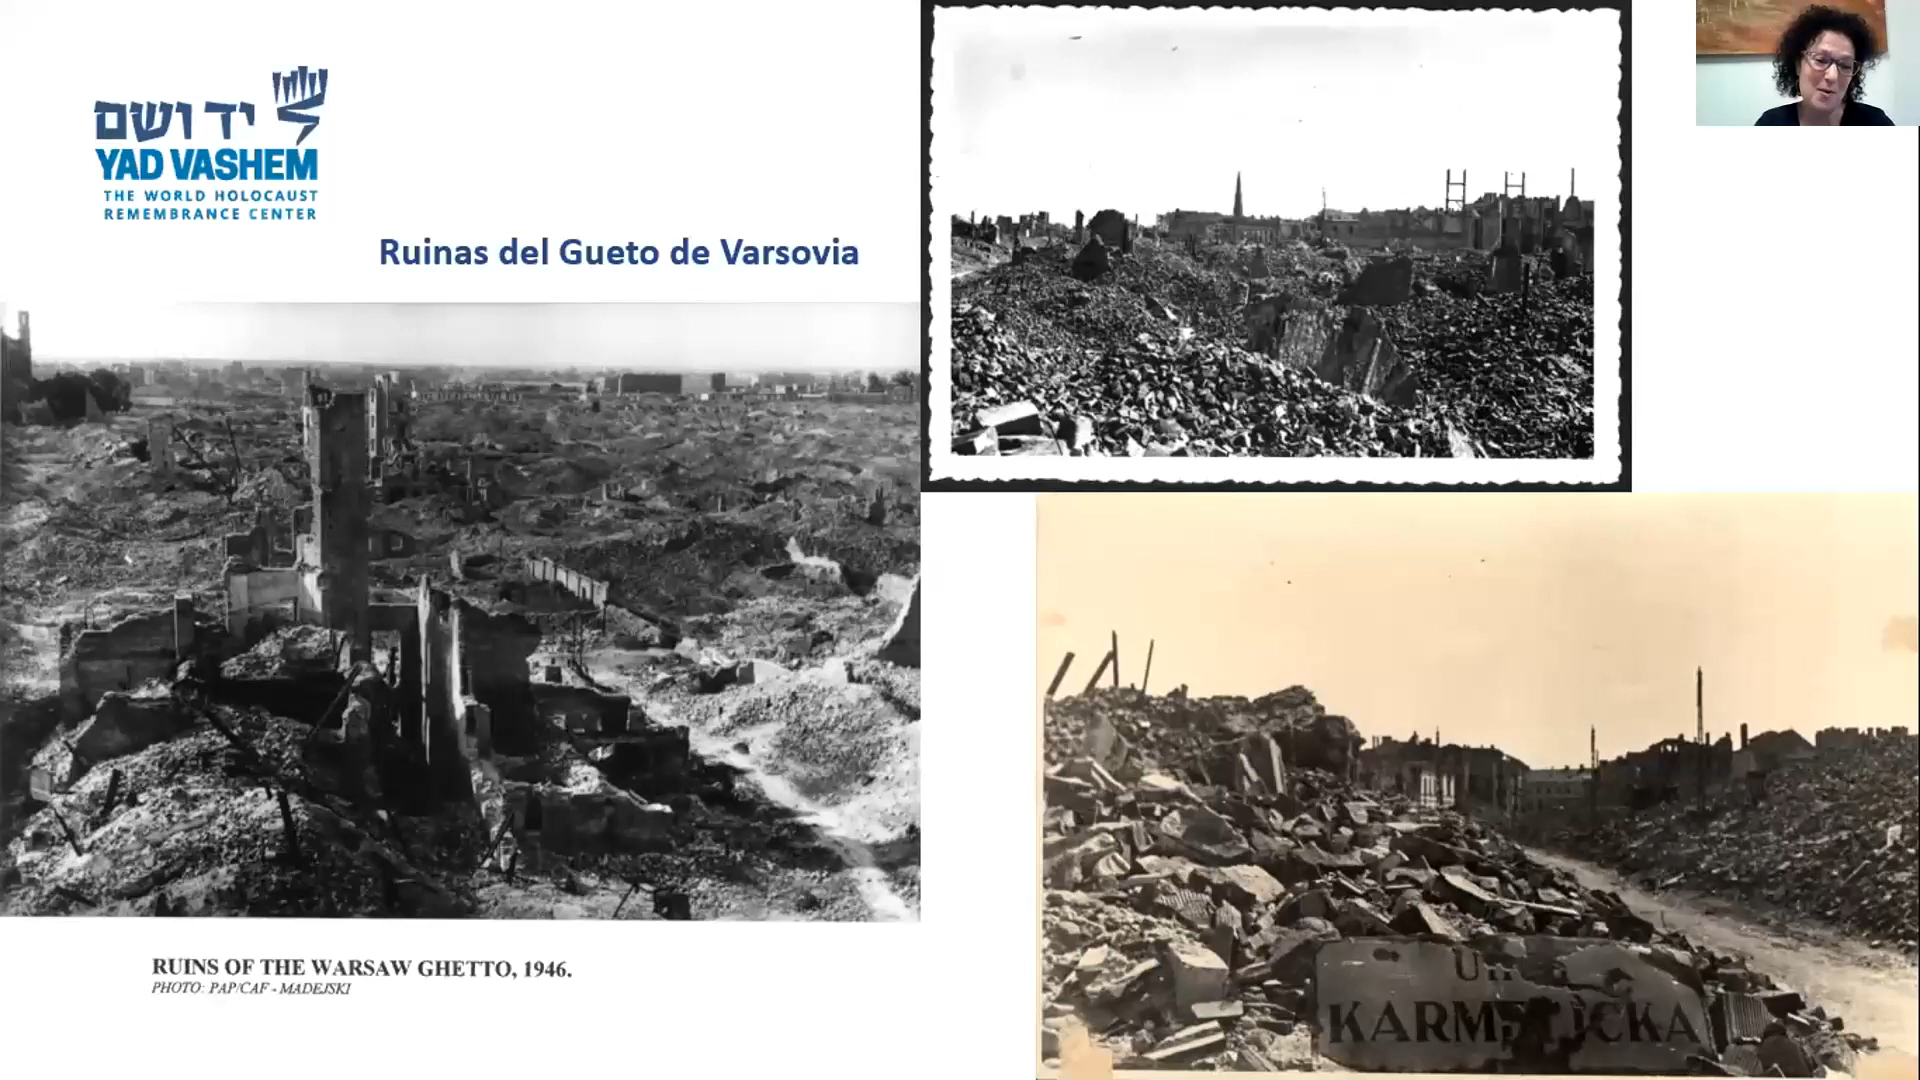 יד ושם
YAD VASHEM
THE WORLD HOLOCAUST
REMEMBRANCE CENTER
Ruinas del Gueto de Varsovia
RUINS OF THE WARSAW GHETTO, 1946.
PHOTO: PAP/CAF - MADEJSKI